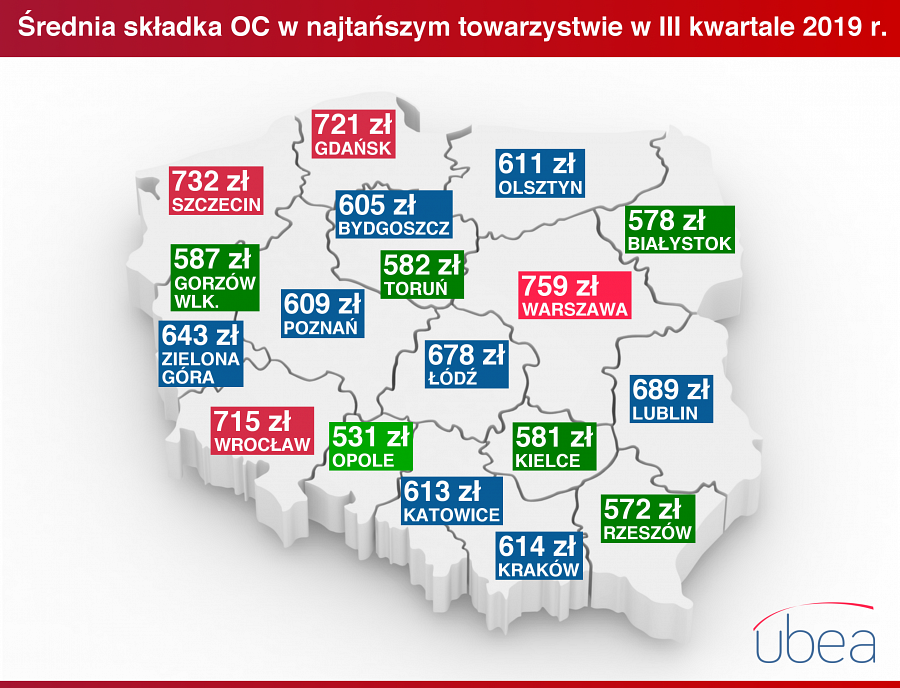 Średnia składka OC w najtańszym towarzystwie w III kwartale 2019 r.
721 zł
GDAŃSK
732 zł
SZCZECIN
611 zł
OLSZTYN
605 zł
BYDGOSZCZ
578 zł
BIAŁYSTOK
587 zł
GORZÓW
WLK.
582 zł
TORUŃ
759 zł
WARSZAWA
609 zł
POZNAŃ
643 zł
ZIELONA
GÓRA
678 zł
ŁÓDŹ
689 zł
LUBLIN
715 zł
WROCŁAW
531 zł
OPOLE
581 zł
KIELCE
613 zł
KATOWICE
572 zł
RZESZÓW
614 zł
KRAKÓW
ubea